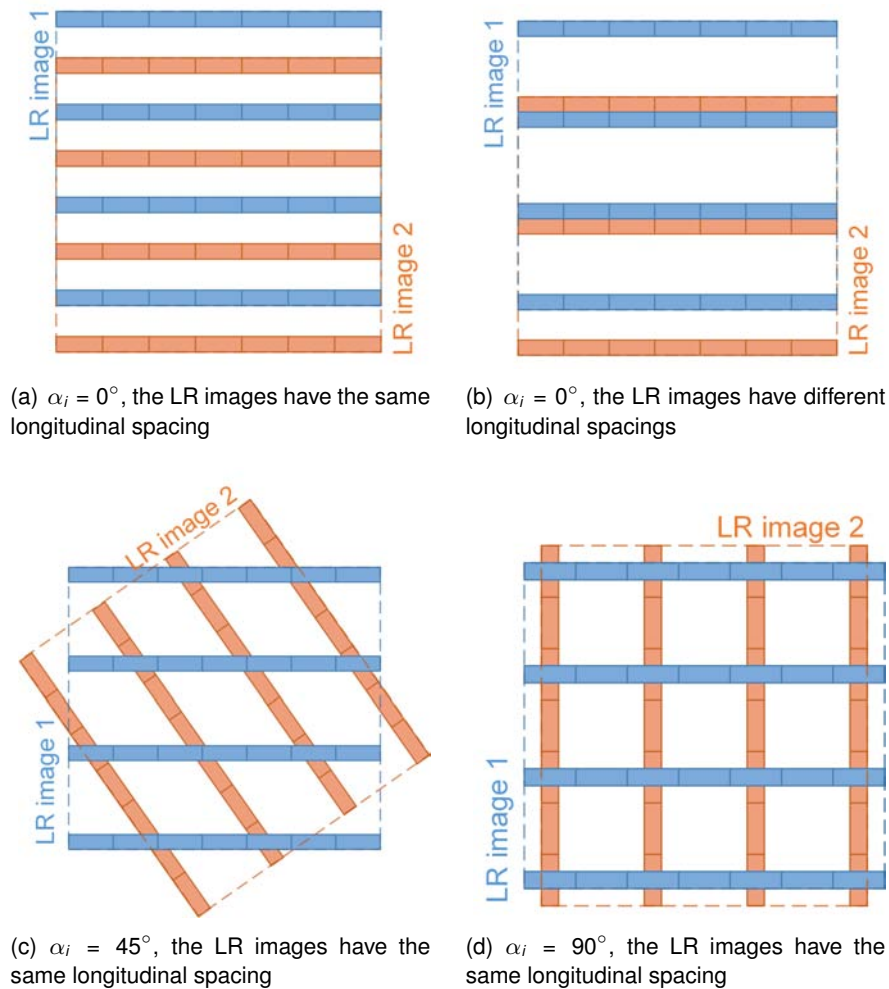 LR image 1
LR image 2
(a) αᵢ = 0°, the LR images have the same
longitudinal spacing
LR image 1
LR image 2
(b) αᵢ = 0°, the LR images have different
longitudinal spacings
LR image 2
LR image 1
(c) αᵢ = 45°, the LR images have the
same longitudinal spacing
LR image 2
LR image 1
(d) αᵢ = 90°, the LR images have the
same longitudinal spacing